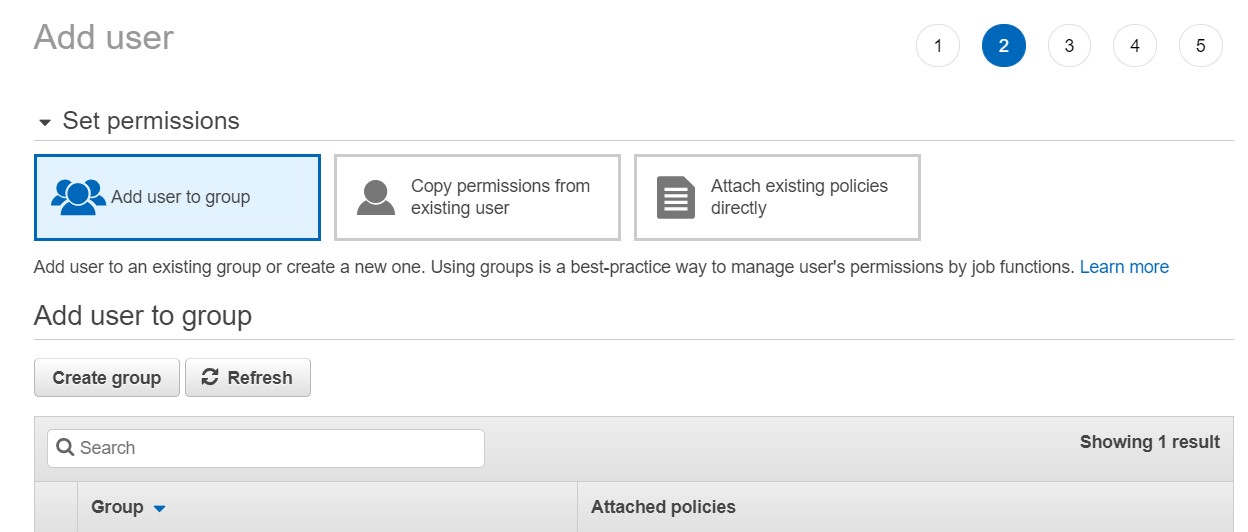 Add user
1 2 3 4 5
Set permissions
Add user to group
Copy permissions from
existing user
Attach existing policies
directly
Add user to an existing group or create a new one. Using groups is a best-practice way to manage user's permissions by job functions. Learn more
Add user to group
Create group
Refresh
Search
Showing 1 result
Group
Attached policies